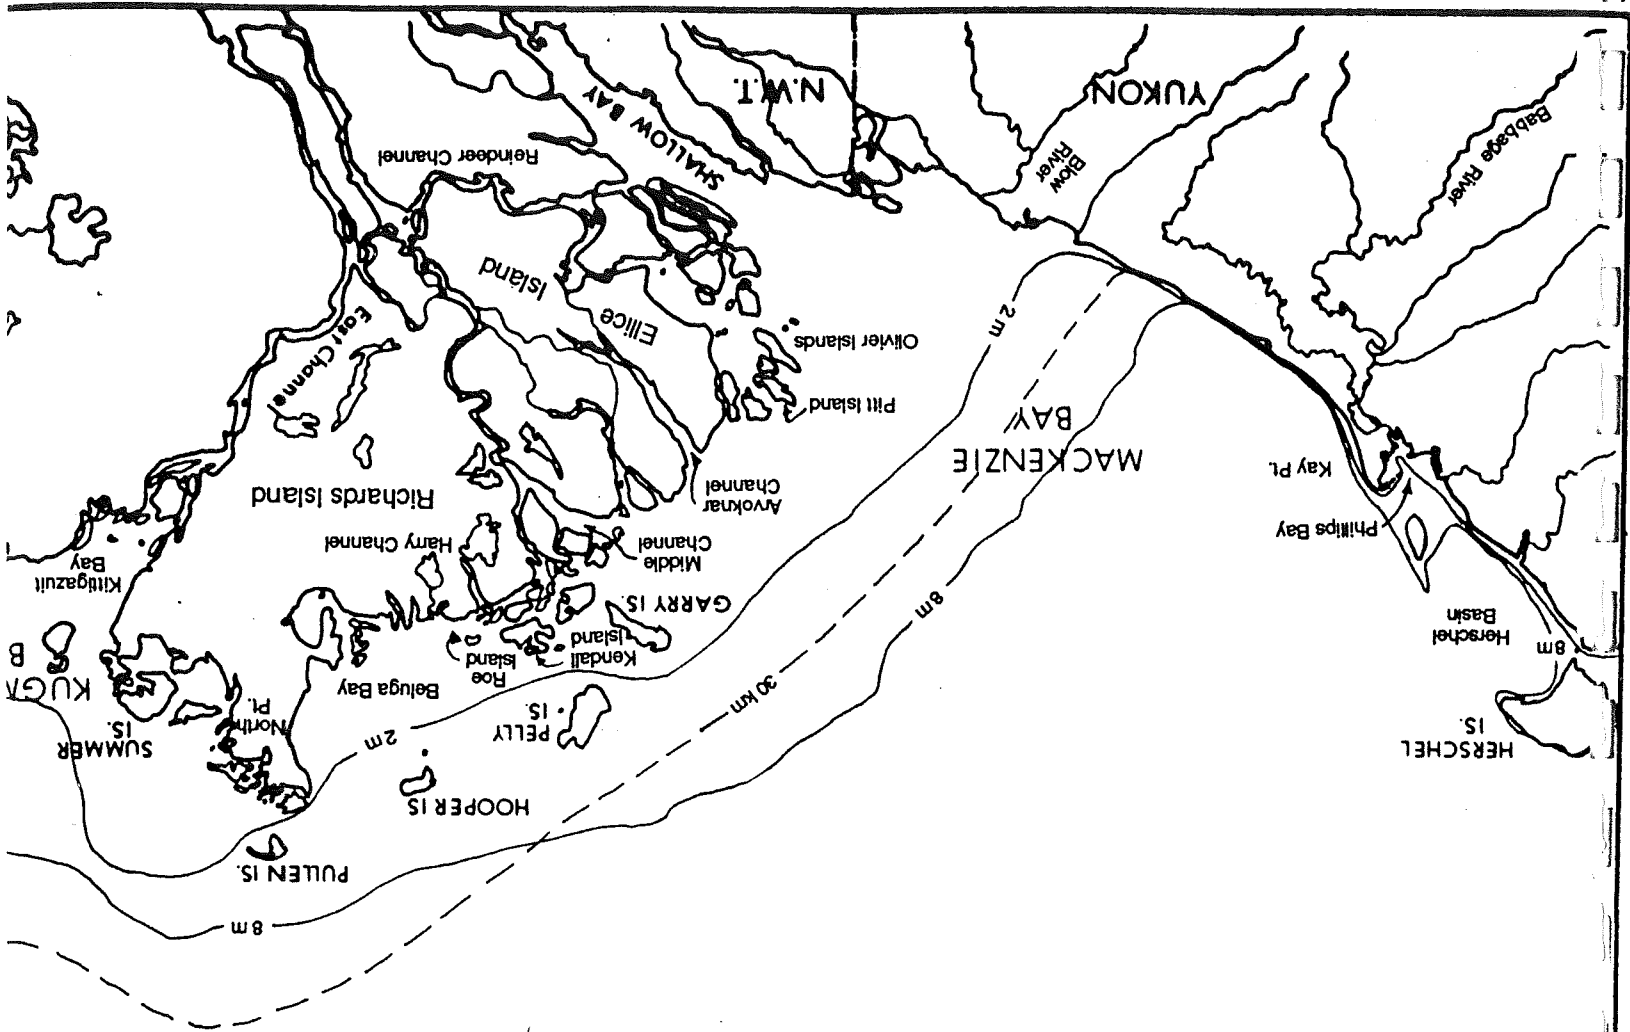 8 m
PULLEN IS.
HOOPER IS
HERSCHEL
IS.
PELLY
IS.
2 m
SUMMER
IS.
North
Pt.
30 km
8m
Herschel
Basin
Beluga Bay
Roe
Island
Kendall
Island
GARRY IS.
8 m
Kittigazuit
Bay
Harry Channel
Middle
Channel
Phillips Bay
Kay Pt.
Arvoknar
Channel
Richards Island
MACKENZIE
BAY
Pitt Island
Olivier Islands
East Channel
2 m
Ellice
Island
Babbage
River
Blow
River
SHALLOW BAY
Reindeer Channel
YUKON
N.W.T.